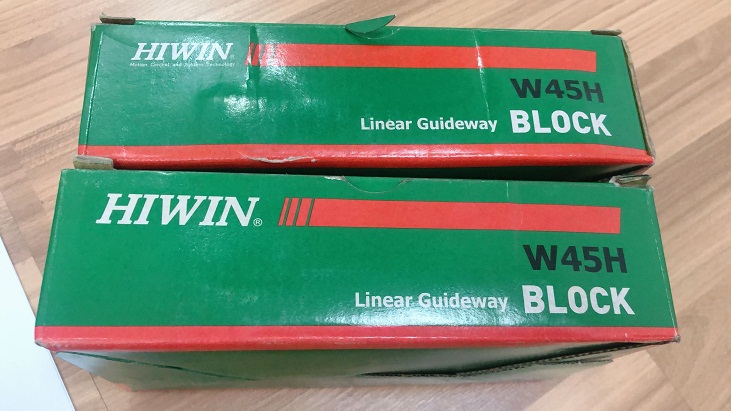 HIWIN®
Motion Control and System Technology
W45H
Linear Guideway BLOCK
HIWIN®
W45H
Linear Guideway BLOCK